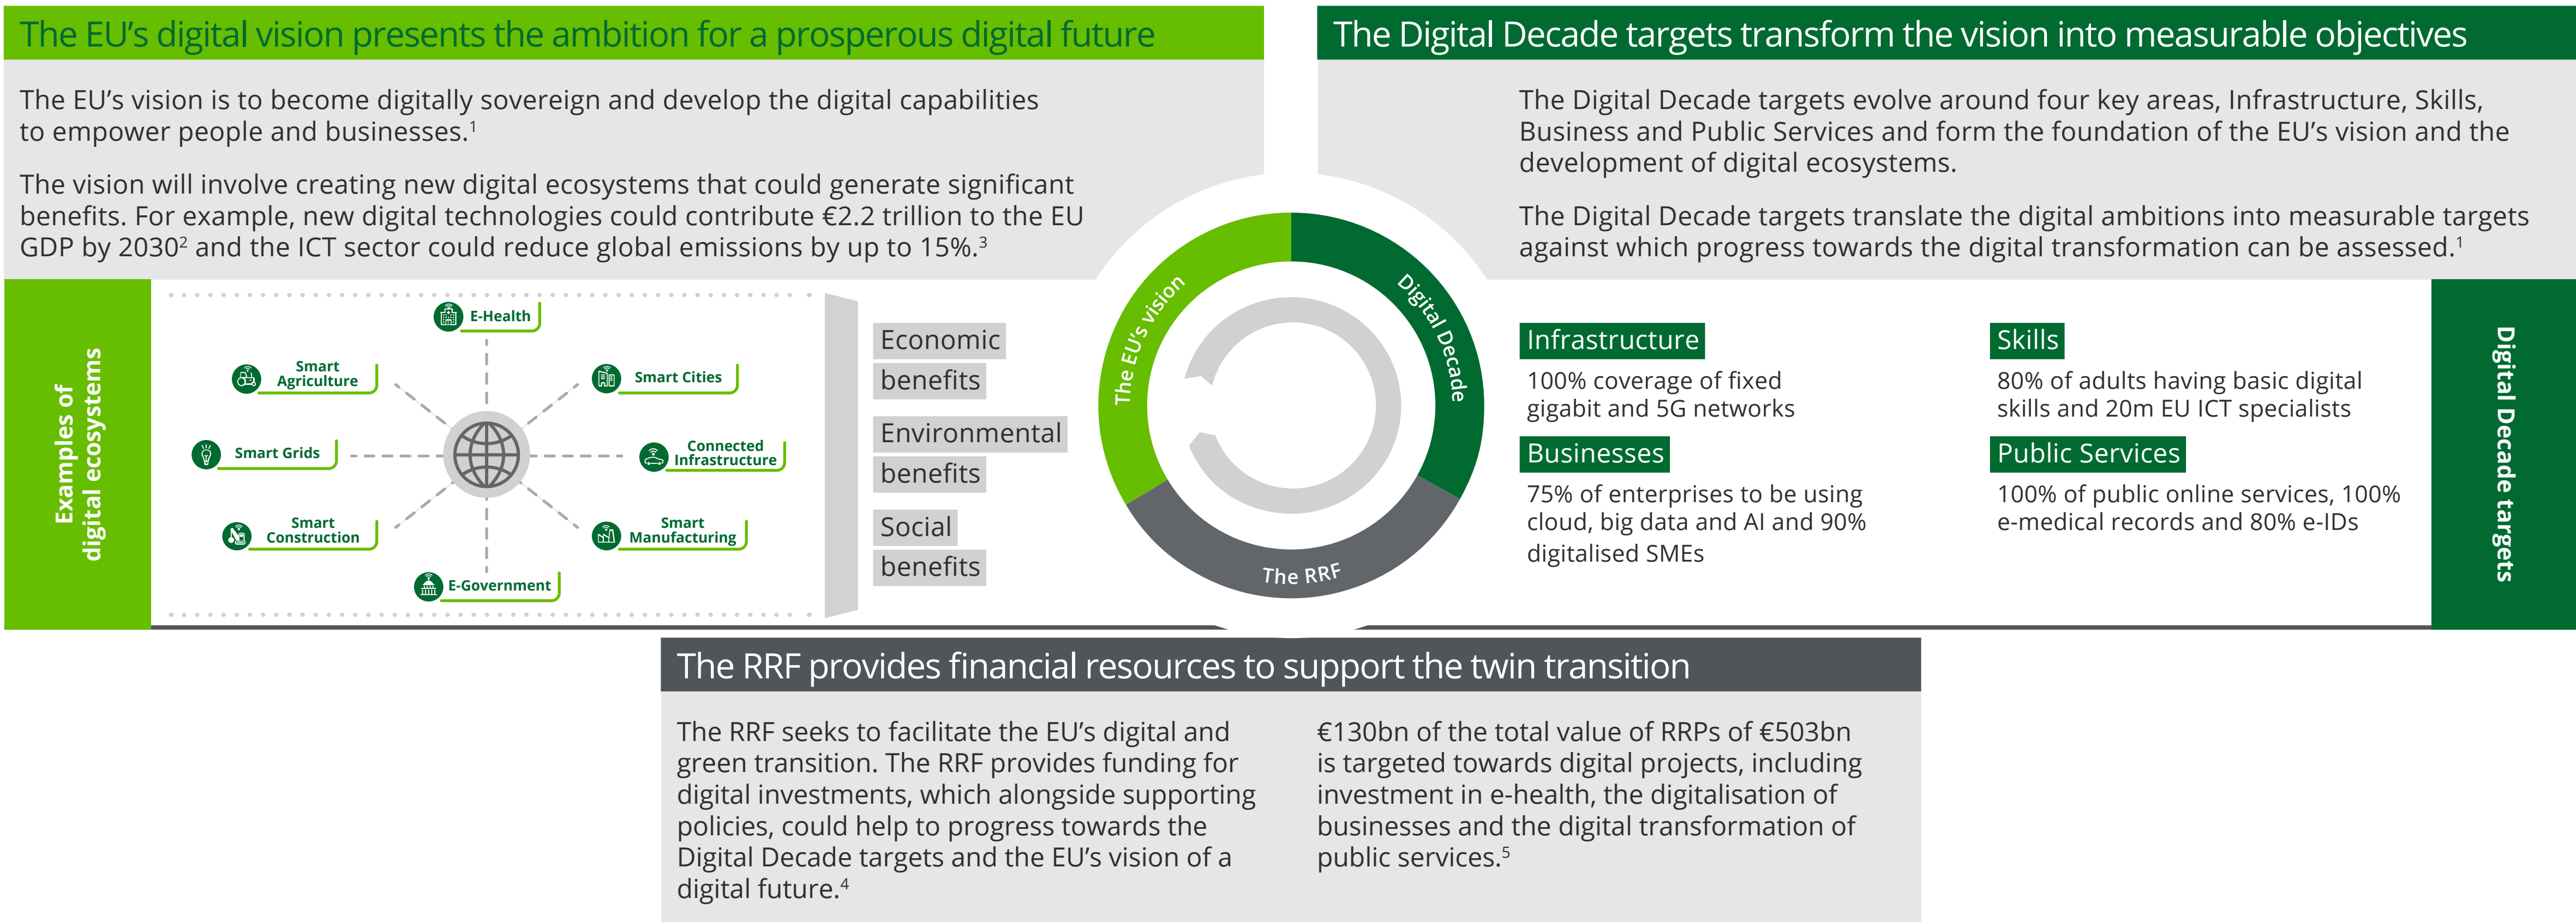 The EU’s digital vision presents the ambition for a prosperous digital future
The EU’s vision is to become digitally sovereign and develop the digital capabilities
to empower people and businesses.1
The vision will involve creating new digital ecosystems that could generate significant
benefits. For example, new digital technologies could contribute €2.2 trillion to the EU
GDP by 20302 and the ICT sector could reduce global emissions by up to 15%.3
Examples of
digital ecosystems
E-Health
Smart
Agriculture
Smart Cities
Smart Grids
Connected
Infrastructure
Smart
Construction
Smart
Manufacturing
E-Government
Economic
benefits
Environmental
benefits
Social
benefits
The EU’s vision
Digital Decade
The RRF
The Digital Decade targets transform the vision into measurable objectives
The Digital Decade targets evolve around four key areas, Infrastructure, Skills,
Business and Public Services and form the foundation of the EU’s vision and the
development of digital ecosystems.
The Digital Decade targets translate the digital ambitions into measurable targets
against which progress towards the digital transformation can be assessed.1
Infrastructure
100% coverage of fixed
gigabit and 5G networks
Skills
80% of adults having basic digital
skills and 20m EU ICT specialists
Businesses
75% of enterprises to be using
cloud, big data and AI and 90%
digitalised SMEs
Public Services
100% of public online services, 100%
e-medical records and 80% e-IDs
Digital Decade targets
The RRF provides financial resources to support the twin transition
The RRF seeks to facilitate the EU’s digital and
green transition. The RRF provides funding for
digital investments, which alongside supporting
policies, could help to progress towards the
Digital Decade targets and the EU’s vision of a
digital future.4
€130bn of the total value of RRPs of €503bn
is targeted towards digital projects, including
investment in e-health, the digitalisation of
businesses and the digital transformation of
public services.5